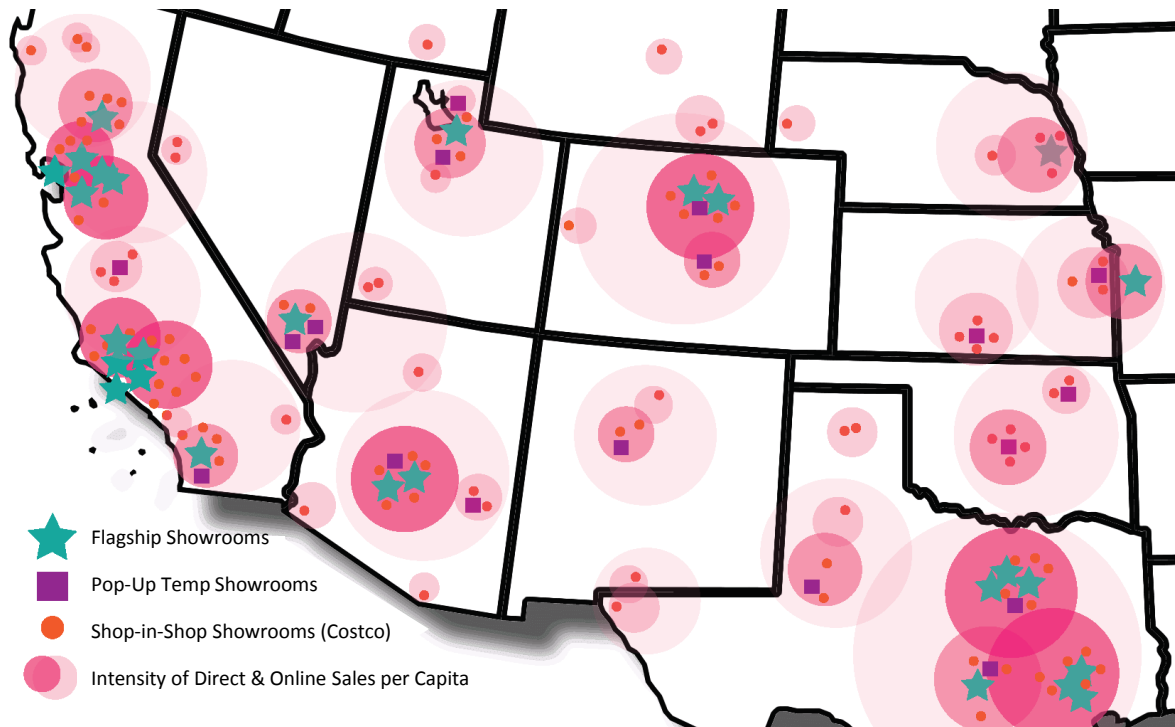 Flagship Showrooms
Pop-Up Temp Showrooms
Shop-in-Shop Showrooms (Costco)
Intensity of Direct & Online Sales per Capita